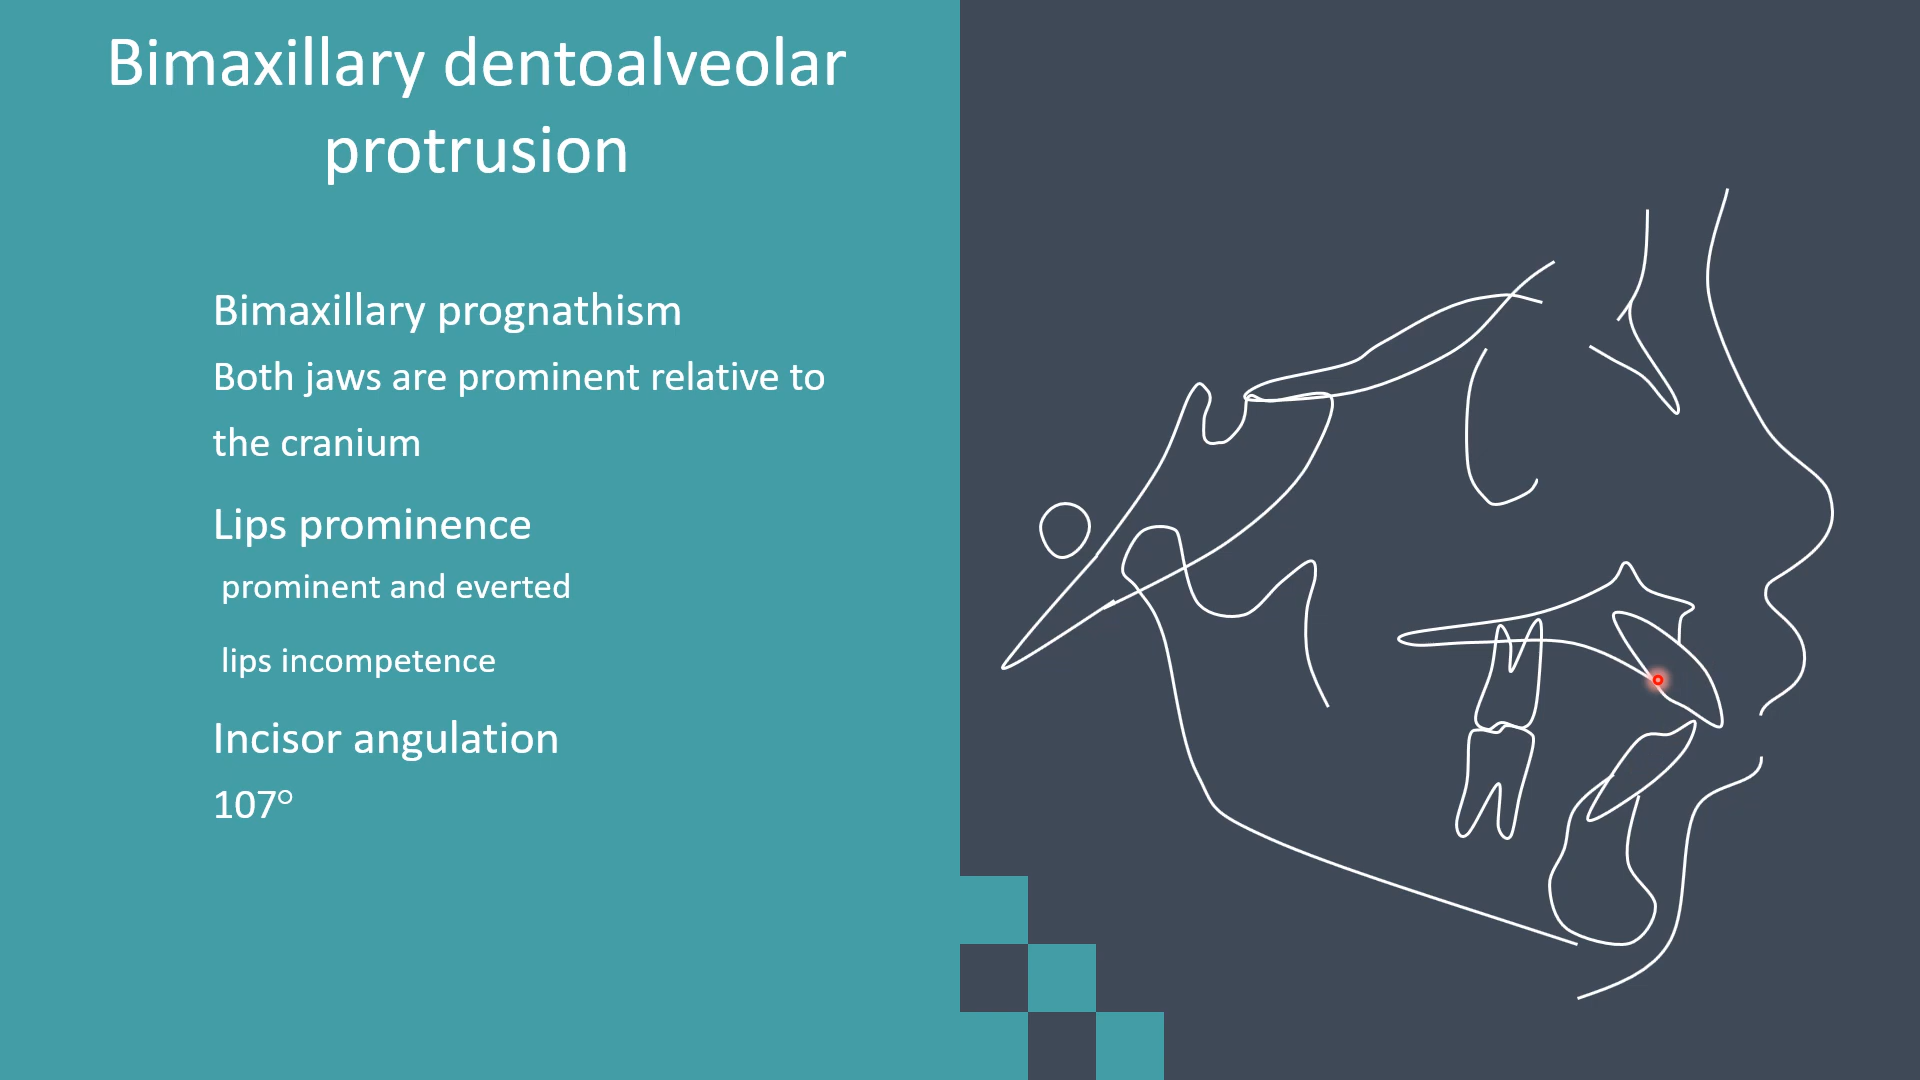 Bimaxillary dentoalveolar
protrusion
Bimaxillary prognathism
Both jaws are prominent relative to
the cranium
Lips prominence
prominent and everted
lips incompetence
Incisor angulation
107°